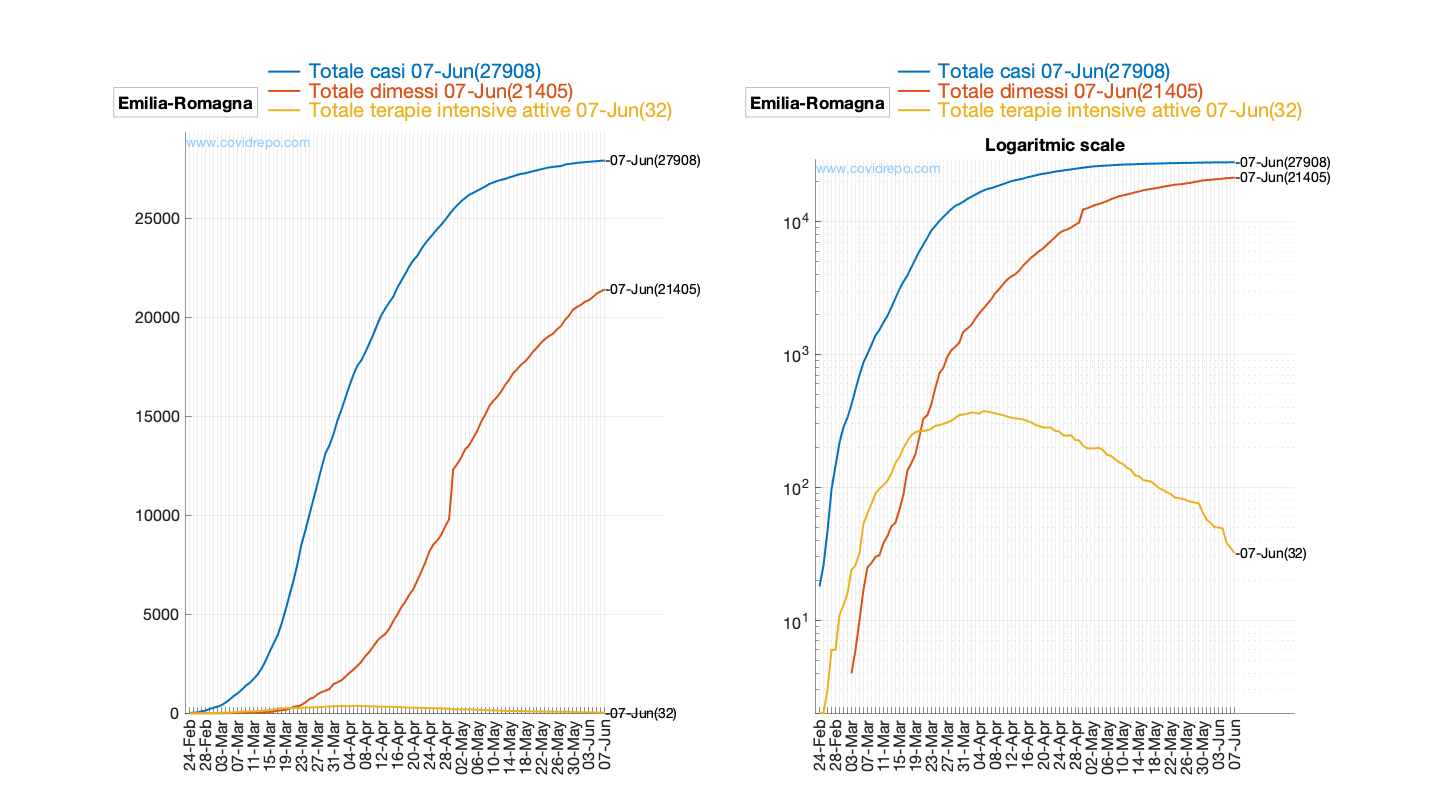 Totale casi 07-Jun(27908)
Totale dimessi 07-Jun(21405)
Totale terapie intensive attive 07-Jun(32)
Emilia-Romagna
www.covidrepo.com
25000
20000
15000
10000
5000
0
-07-Jun(27908)
-07-Jun(21405)
-07-Jun(32)
24-Feb
28-Feb
03-Mar
07-Mar
11-Mar
15-Mar
19-Mar
23-Mar
27-Mar
31-Mar
04-Apr
08-Apr
12-Apr
16-Apr
20-Apr
24-Apr
28-Apr
02-May
06-May
10-May
14-May
18-May
22-May
26-May
30-May
03-Jun
07-Jun
Totale casi 07-Jun(27908)
Totale dimessi 07-Jun(21405)
Totale terapie intensive attive 07-Jun(32)
Emilia-Romagna
Logaritmic scale
www.covidrepo.com
10^4
10^3
10^2
10^1
-07-Jun(27908)
-07-Jun(21405)
-07-Jun(32)
24-Feb
28-Feb
03-Mar
07-Mar
11-Mar
15-Mar
19-Mar
23-Mar
27-Mar
31-Mar
04-Apr
08-Apr
12-Apr
16-Apr
20-Apr
24-Apr
28-Apr
02-May
06-May
10-May
14-May
18-May
22-May
26-May
30-May
03-Jun
07-Jun